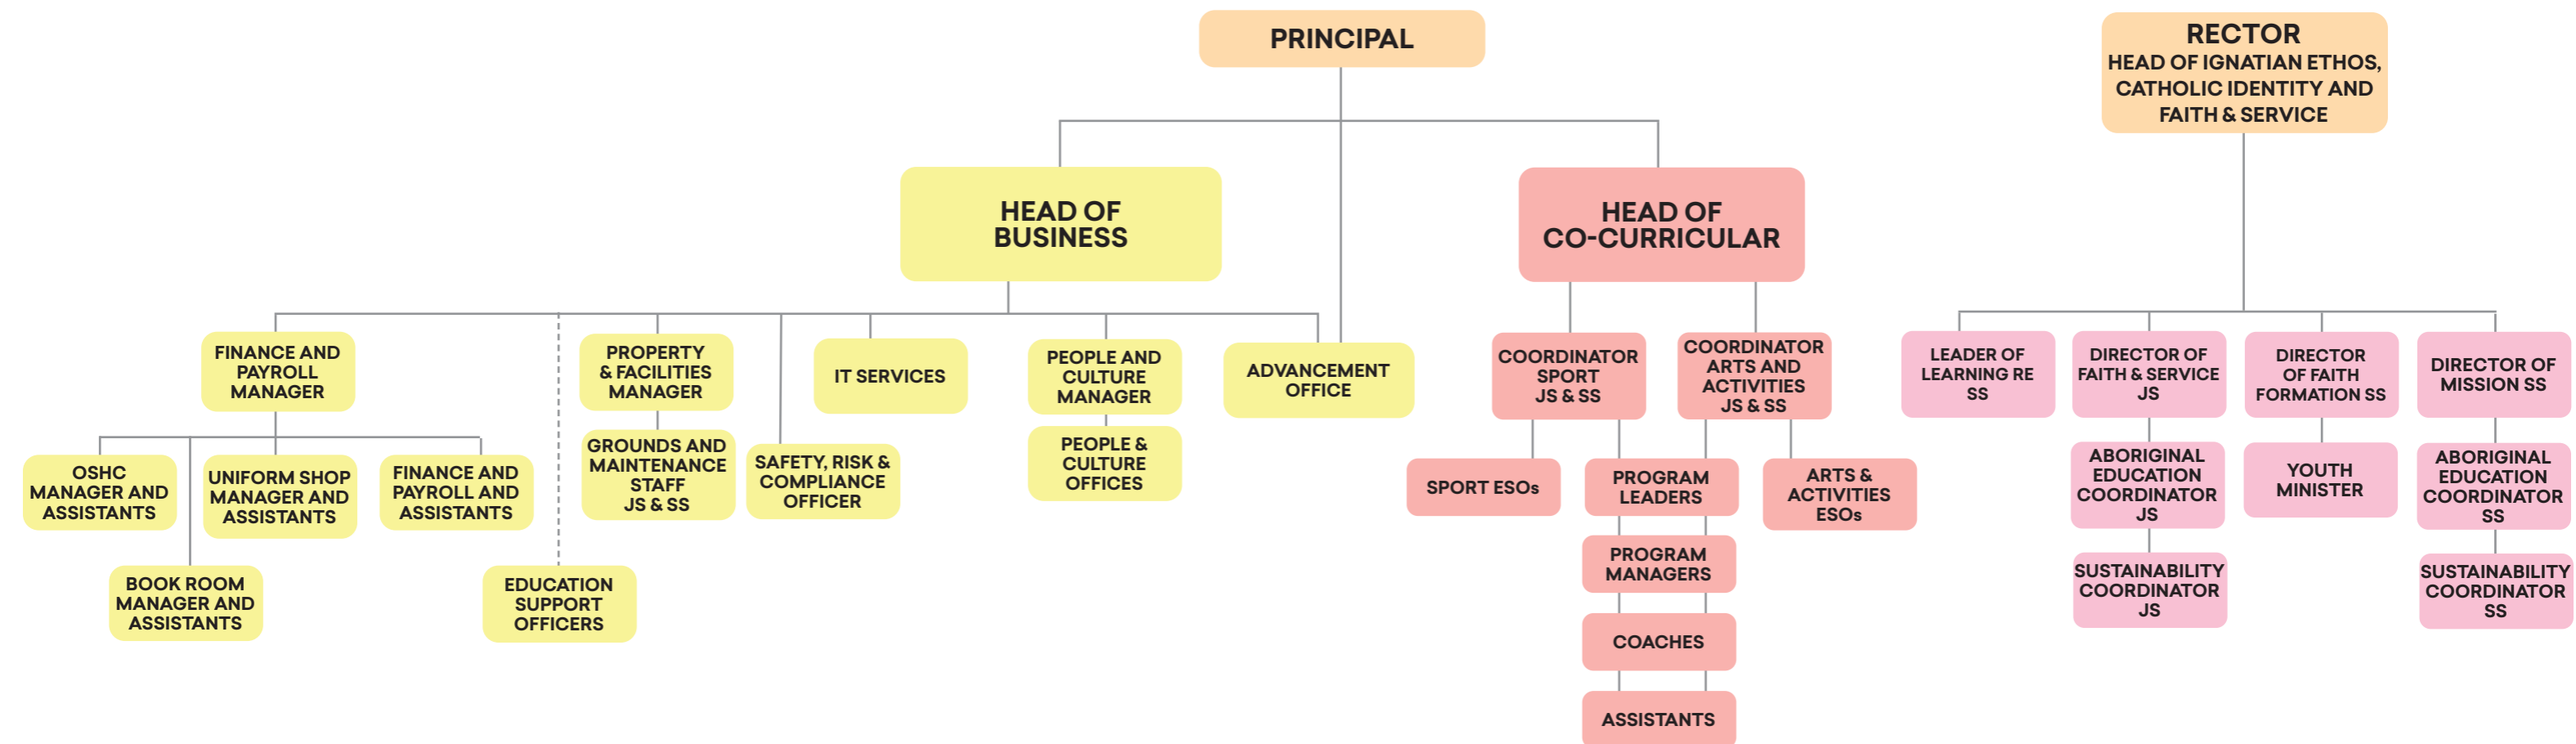 PRINCIPAL
RECTOR
HEAD OF IGNATIAN ETHOS,
CATHOLIC IDENTITY AND
FAITH & SERVICE
HEAD OF
BUSINESS
HEAD OF
CO-CURRICULAR
FINANCE AND
PAYROLL
MANAGER
PROPERTY
& FACILITIES
MANAGER
IT SERVICES
PEOPLE AND
CULTURE
MANAGER
ADVANCEMENT
OFFICE
COORDINATOR
SPORT
JS & SS
COORDINATOR
ARTS AND
ACTIVITIES
JS & SS
LEADER OF
LEARNING RE
SS
DIRECTOR OF
FAITH & SERVICE
JS
DIRECTOR
OF FAITH
FORMATION SS
DIRECTOR OF
MISSION SS
OSHC
MANAGER AND
ASSISTANTS
UNIFORM SHOP
MANAGER AND
ASSISTANTS
FINANCE AND
PAYROLL AND
ASSISTANTS
GROUNDS AND
MAINTENANCE
STAFF
JS & SS
SAFETY, RISK &
COMPLIANCE
OFFICER
PEOPLE &
CULTURE
OFFICES
SPORT ESOs
PROGRAM
LEADERS
ARTS &
ACTIVITIES
ESOs
ABORIGINAL
EDUCATION
COORDINATOR
JS
YOUTH
MINISTER
ABORIGINAL
EDUCATION
COORDINATOR
SS
BOOK ROOM
MANAGER AND
ASSISTANTS
EDUCATION
SUPPORT
OFFICERS
PROGRAM
MANAGERS
SUSTAINABILITY
COORDINATOR
JS
SUSTAINABILITY
COORDINATOR
SS
COACHES
ASSISTANTS